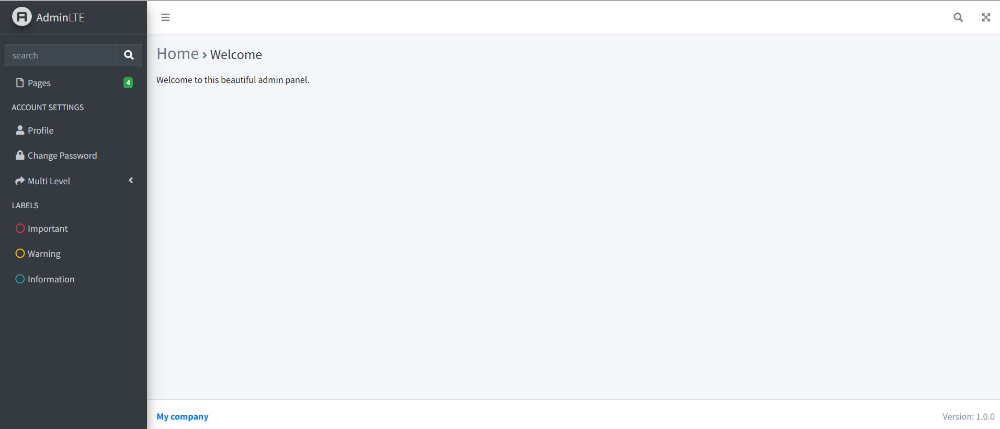 AdminLTE
search
Pages
4
ACCOUNT SETTINGS
Profile
Change Password
Multi Level
LABELS
Important
Warning
Information
Home › Welcome
Welcome to this beautiful admin panel.
My company
Version: 1.0.0